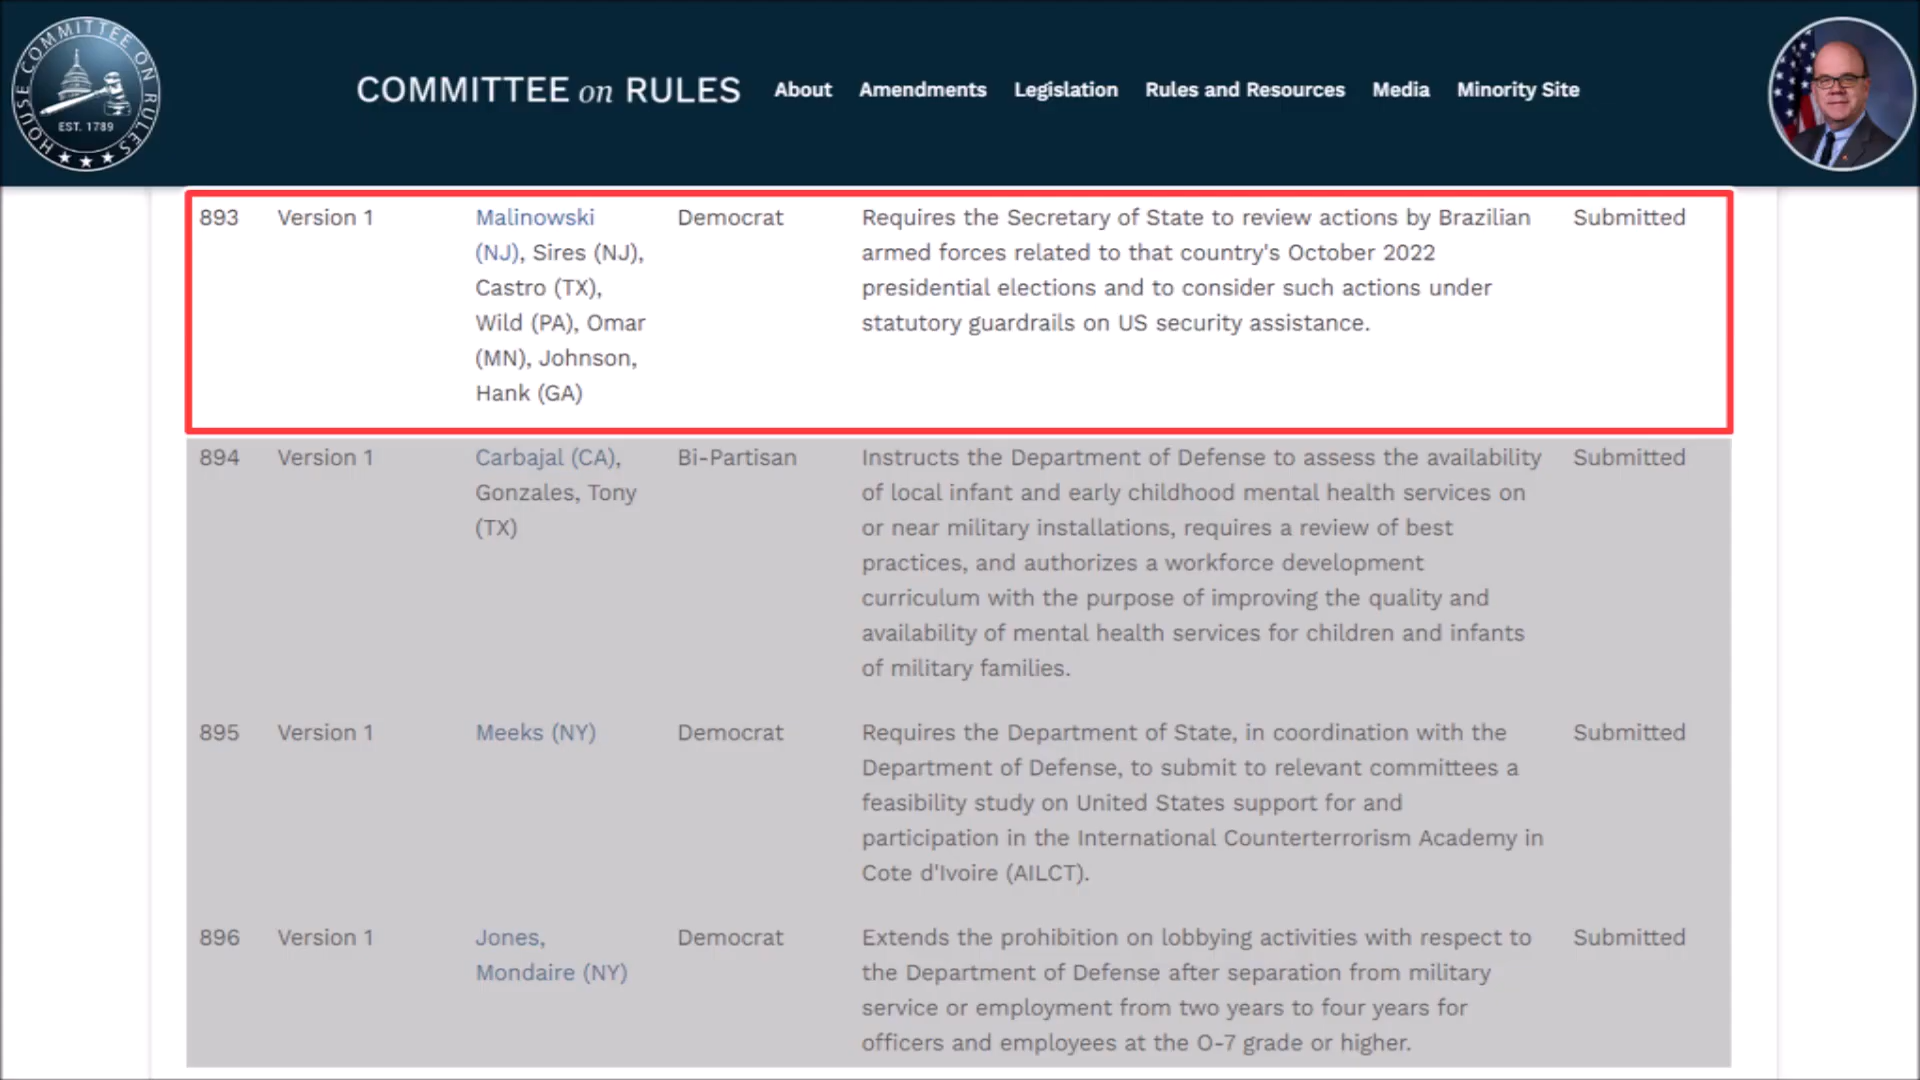 HOUSE COMMITTEE ON RULES
EST. 1789
COMMITTEE on RULES
About
Amendments
Legislation
Rules and Resources
Media
Minority Site
893 Version 1 Malinowski Democrat Requires the Secretary of State to review actions by Brazilian Submitted
(NJ), Sires (NJ), armed forces related to that country's October 2022
Castro (TX), presidential elections and to consider such actions under
Wild (PA), Omar statutory guardrails on US security assistance.
(MN), Johnson,
Hank (GA)
894 Version 1 Carbajal (CA), Bi-Partisan Instructs the Department of Defense to assess the availability Submitted
Gonzales, Tony of local infant and early childhood mental health services on
(TX) or near military installations, requires a review of best
practices, and authorizes a workforce development
curriculum with the purpose of improving the quality and
availability of mental health services for children and infants
of military families.
895 Version 1 Meeks (NY) Democrat Requires the Department of State, in coordination with the Submitted
Department of Defense, to submit to relevant committees a
feasibility study on United States support for and
participation in the International Counterterrorism Academy in
Cote d'Ivoire (AILCT).
896 Version 1 Jones, Democrat Extends the prohibition on lobbying activities with respect to Submitted
Mondaire (NY) the Department of Defense after separation from military
service or employment from two years to four years for
officers and employees at the O-7 grade or higher.